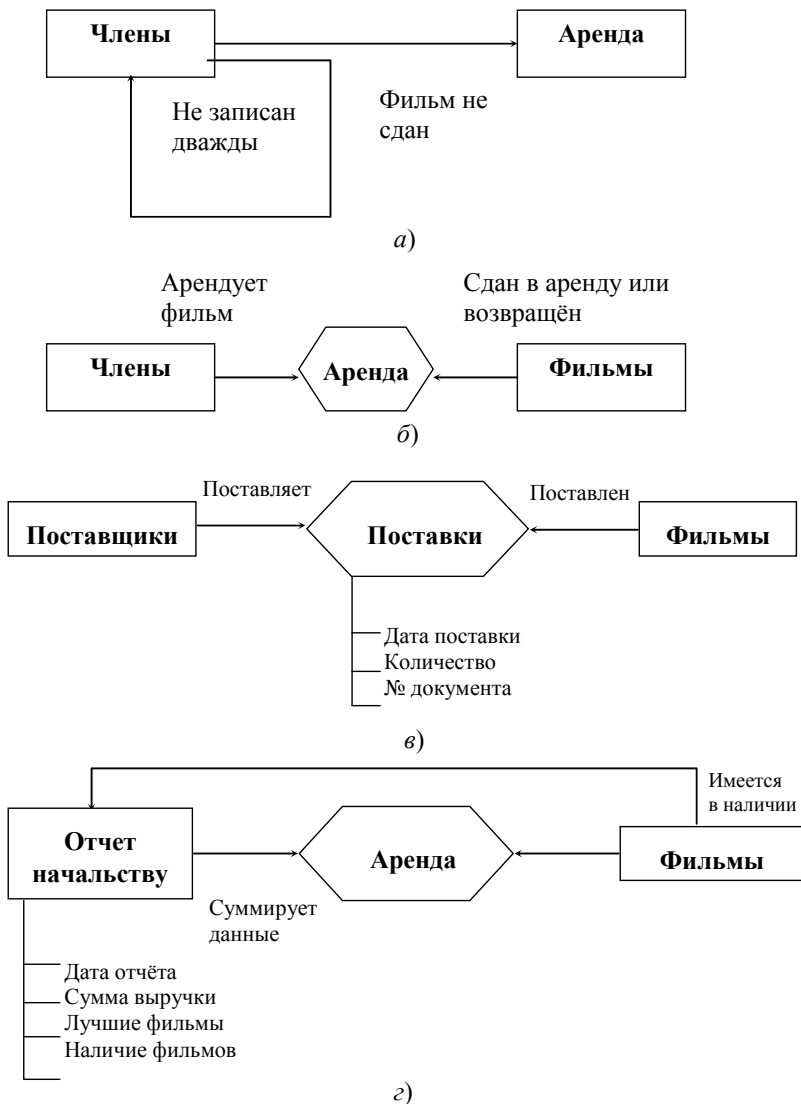 Члены
Аренда
Не записан
дважды
Фильм не
сдан
а)
Арендует
фильм
Сдан в аренду или
возвращён
Члены
Аренда
Фильмы
б)
Поставляет
Поставлен
Поставщики
Поставки
Фильмы
Дата поставки
Количество
№ документа
в)
Имеется
в наличии
Отчет
начальству
Аренда
Фильмы
Суммирует
данные
Дата отчёта
Сумма выручки
Лучшие фильмы
Наличие фильмов
г)